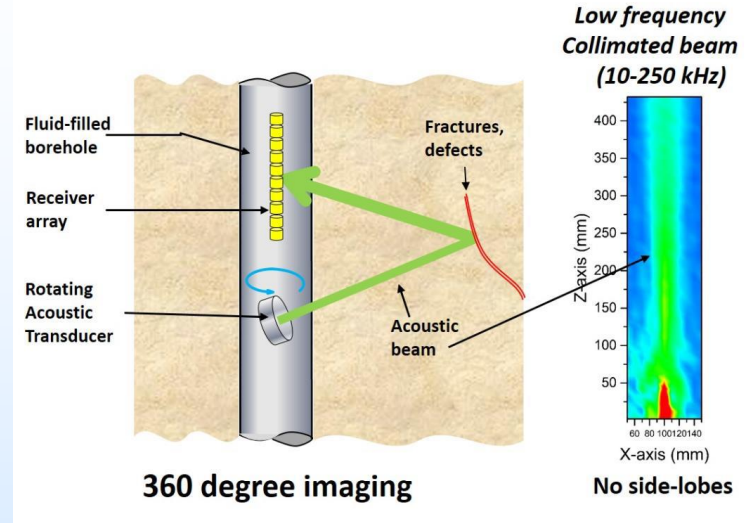 Low frequency
Collimated beam
(10-250 kHz)
Fluid-filled
borehole
Receiver
array
Rotating
Acoustic
Transducer
Fractures,
defects
Acoustic
beam
360 degree imaging
Z-axis (mm)
400
350
300
250
200
150
100
50
60 80 100 120 140
X-axis (mm)
No side-lobes